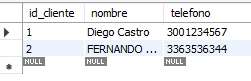 id_cliente nombre telefono
1 Diego Castro 3001234567
2 FERNANDO ... 3363536344
NULL NULL NULL